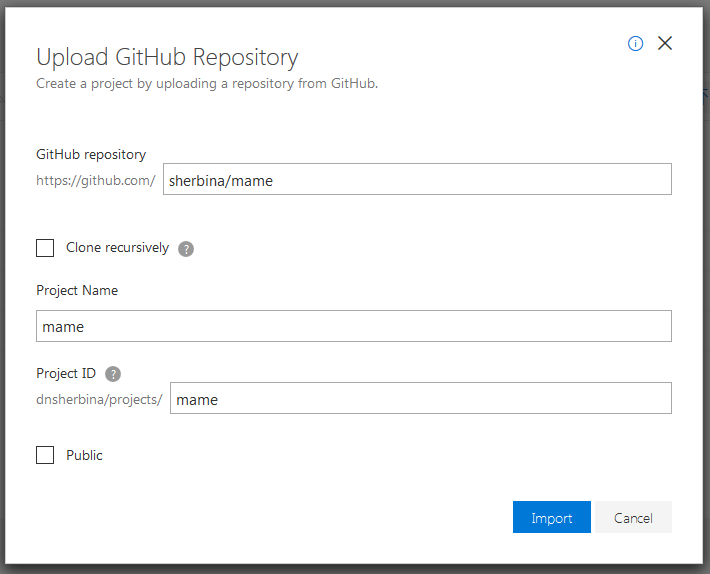 Upload GitHub Repository
Create a project by uploading a repository from GitHub.
GitHub repository
https://github.com/ sherbina/mame
Clone recursively ?
Project Name
mame
Project ID ?
dnsherbina/projects/ mame
Public
Import Cancel